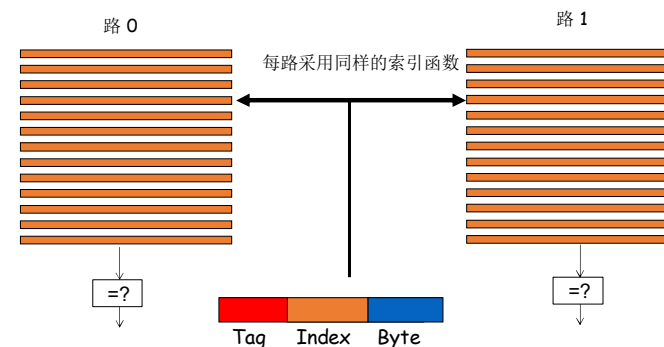 路 0
路 1
每路采用同样的索引函数
=?
=?
Tag Index Byte